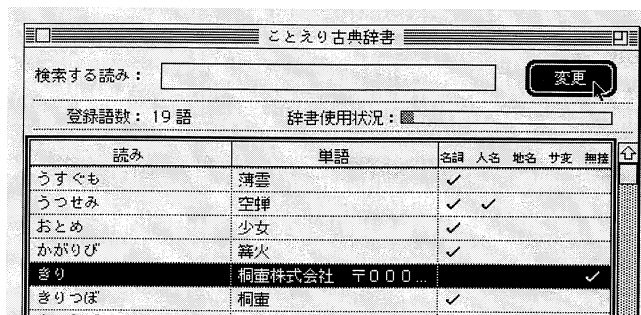 ことえり古典辞書
検索する読み： 変更
登録語数：19語 辞書使用状況：
読み 単語 名詞 人名 地名 サ変 無接
うすぐも 薄雲 ✓
うつせみ 空蝉 ✓ ✓
おとめ 少女 ✓
かがりび 篝火 ✓
きり 桐壷株式会社 〒000... ✓
きりつぼ 桐壷 ✓